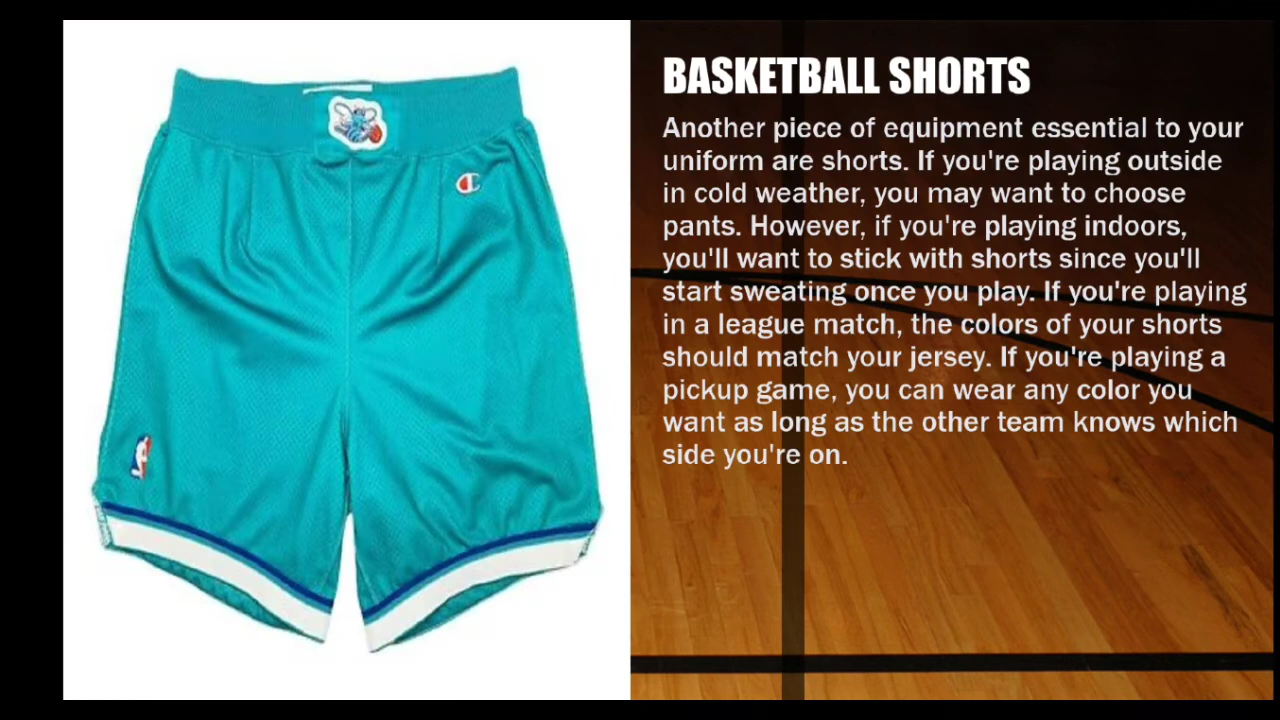 BASKETBALL SHORTS
Another piece of equipment essential to your
uniform are shorts. If you're playing outside
in cold weather, you may want to choose
pants. However, if you're playing indoors,
you'll want to stick with shorts since you'll
start sweating once you play. If you're playing
in a league match, the colors of your shorts
should match your jersey. If you're playing a
pickup game, you can wear any color you
want as long as the other team knows which
side you're on.